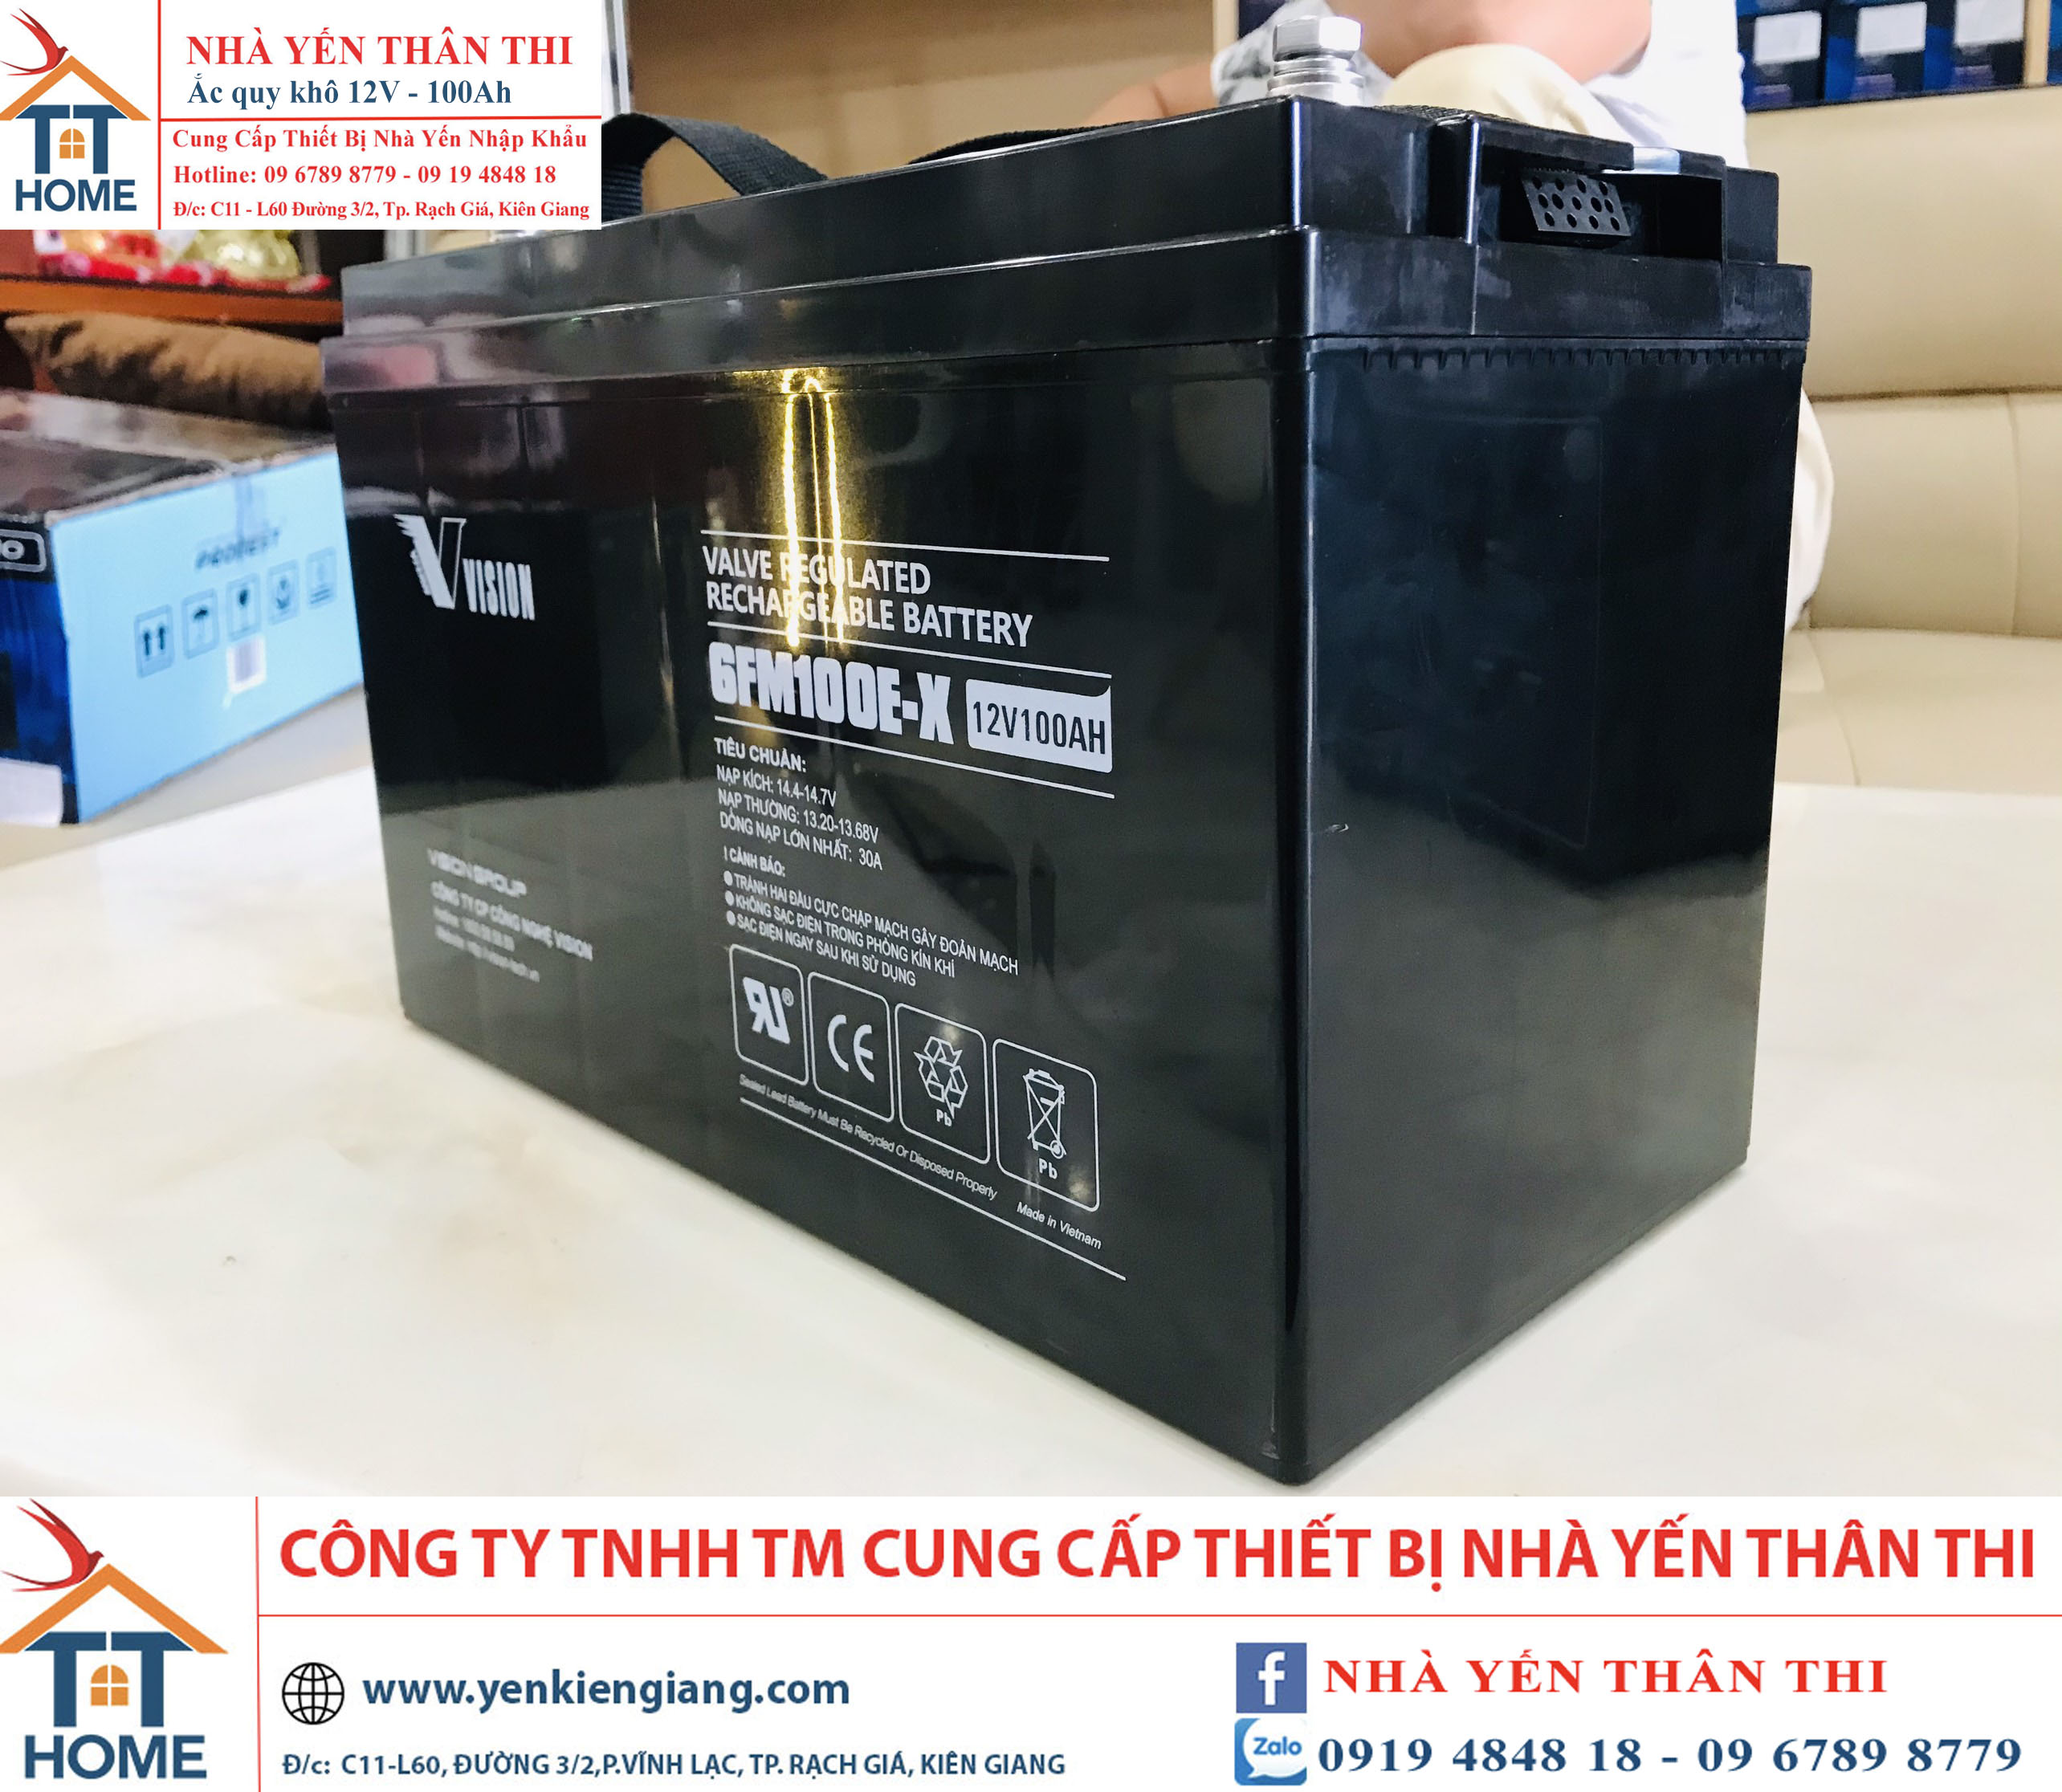 NHÀ YẾN THÂN THI
Ắc quy khô 12V - 100Ah
Cung Cấp Thiết Bị Nhà Yến Nhập Khẩu
Hotline: 09 6789 8779 - 09 19 4848 18
Đ/c: C11 - L60 Đường 3/2, Tp. Rạch Giá, Kiên Giang
TT
HOME
VISION
VALVE REGULATED
RECHARGEABLE BATTERY
6FM100E-X 12V100AH
TIÊU CHUẨN:
NẠP KÍCH: 14.4-14.7V
NẠP THƯỜNG: 13.20-13.68V
DÒNG NẠP LỚN NHẤT: 30A
! CẢNH BÁO:
● TRÁNH HAI ĐẦU CỰC CHẬP MẠCH GÂY ĐOẢN MẠCH
● KHÔNG SẠC ĐIỆN TRONG PHÒNG KÍN KHÍ
● SẠC ĐIỆN NGAY SAU KHI SỬ DỤNG
VISION GROUP
CÔNG TY CP CÔNG NGHỆ VISION
CE
Pb
Pb
Sealed Lead Battery Must Be Recycled Or Disposed Properly
Made in Vietnam
TT
HOME
CÔNG TY TNHH TM CUNG CẤP THIẾT BỊ NHÀ YẾN THÂN THI
www.yenkiengiang.com
Đ/c: C11-L60, ĐƯỜNG 3/2,P.VĨNH LẠC, TP. RẠCH GIÁ, KIÊN GIANG
f NHÀ YẾN THÂN THI
Zalo 0919 4848 18 - 09 6789 8779